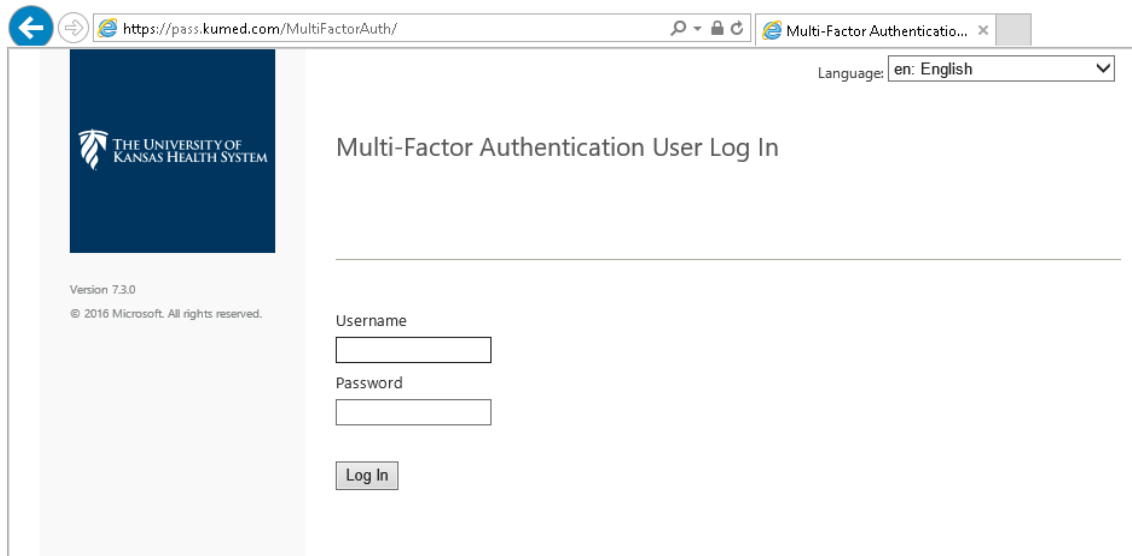 https://pass.kumed.com/MultiFactorAuth/
Multi-Factor Authenticatio...
Language: en: English
THE UNIVERSITY OF
KANSAS HEALTH SYSTEM
Multi-Factor Authentication User Log In
Version 7.3.0
© 2016 Microsoft. All rights reserved.
Username
Password
Log In